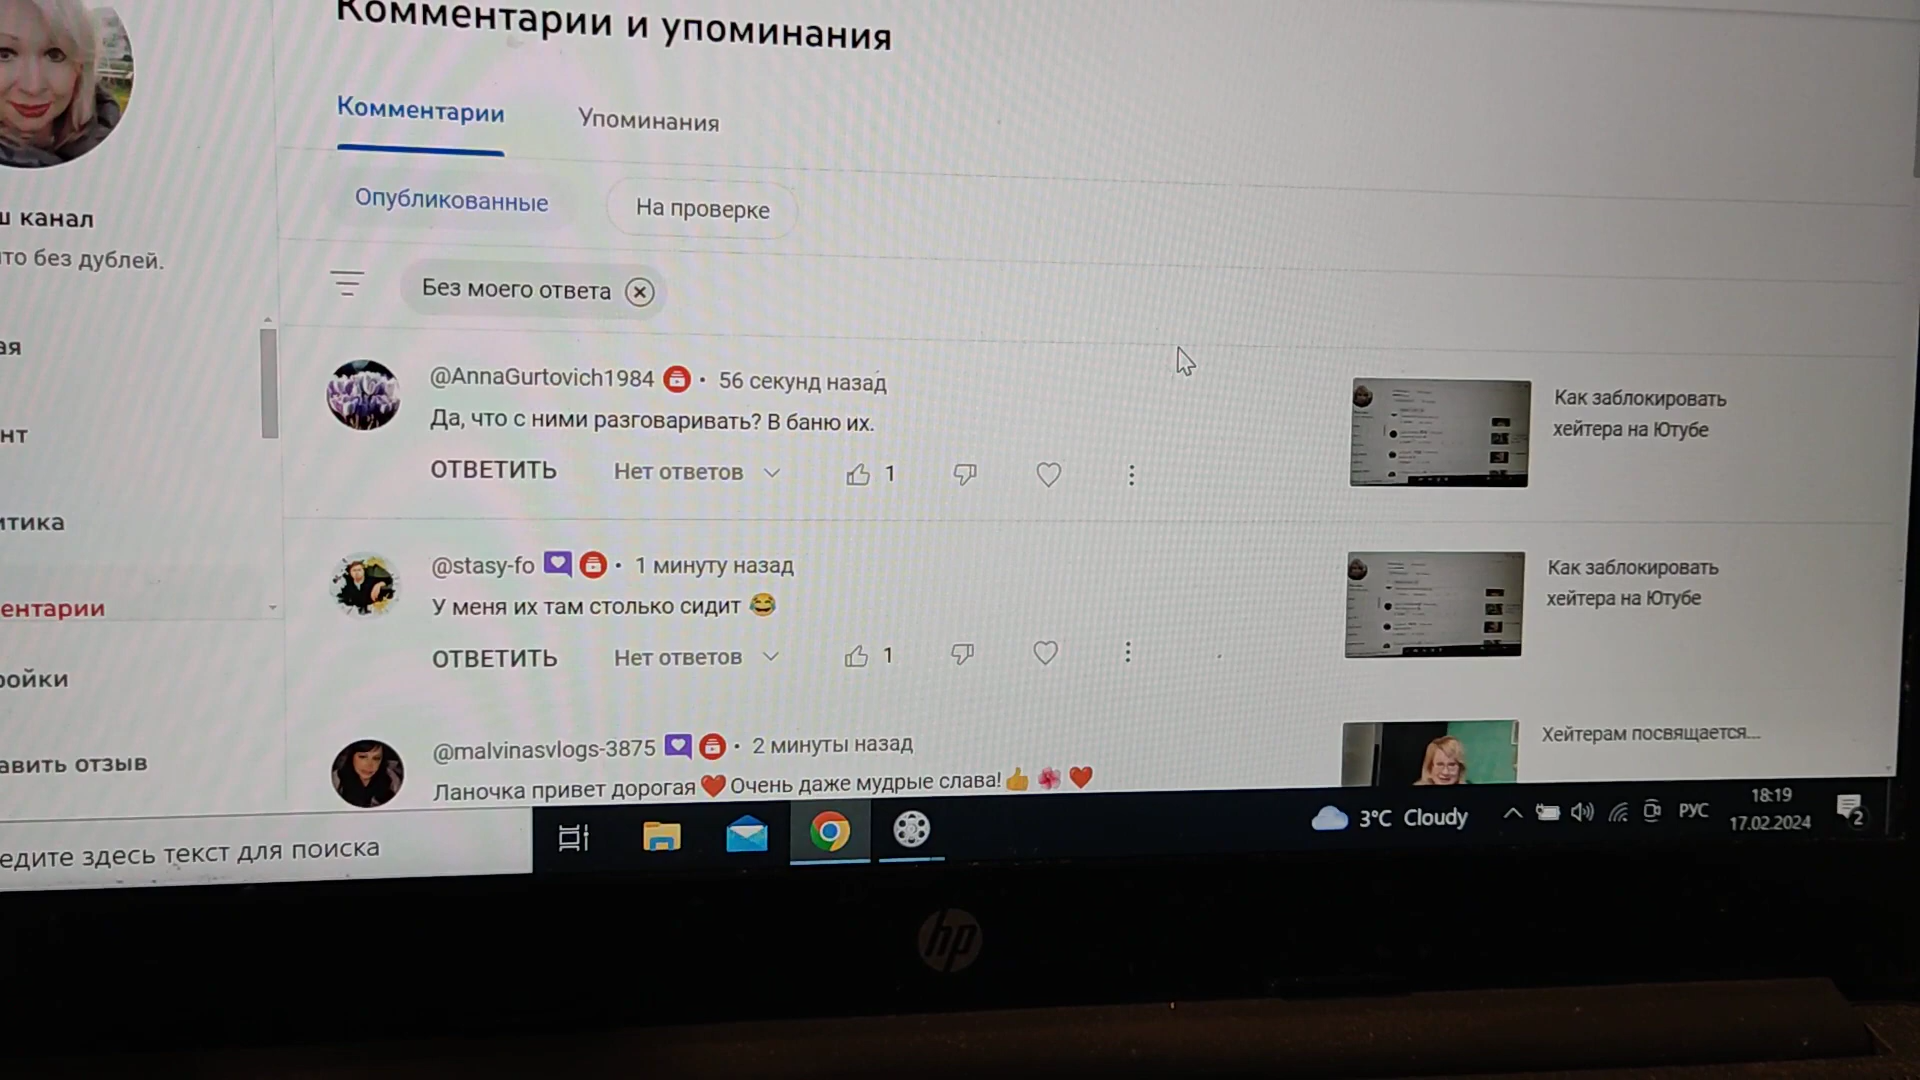 Комментарии и упоминания
Комментарии
Упоминания
Опубликованные
На проверке
ш канал
то без дублей.
Без моего ответа
ая
нт
итика
ентарии
ойки
авить отзыв
@AnnaGurtovich1984 • 56 секунд назад
Да, что с ними разговаривать? В баню их.
ОТВЕТИТЬ Нет ответов 1
Как заблокировать
хейтера на Ютубе
@stasy-fo • 1 минуту назад
У меня их там столько сидит 😂
ОТВЕТИТЬ Нет ответов 1
Как заблокировать
хейтера на Ютубе
@malvinasvlogs-3875 • 2 минуты назад
Ланочка привет дорогая ❤️ Очень даже мудрые слава! 👍 🌺 ❤️
Хейтерам посвящается...
едите здесь текст для поиска
3°C Cloudy
РУС
18:19
17.02.2024
2
hp